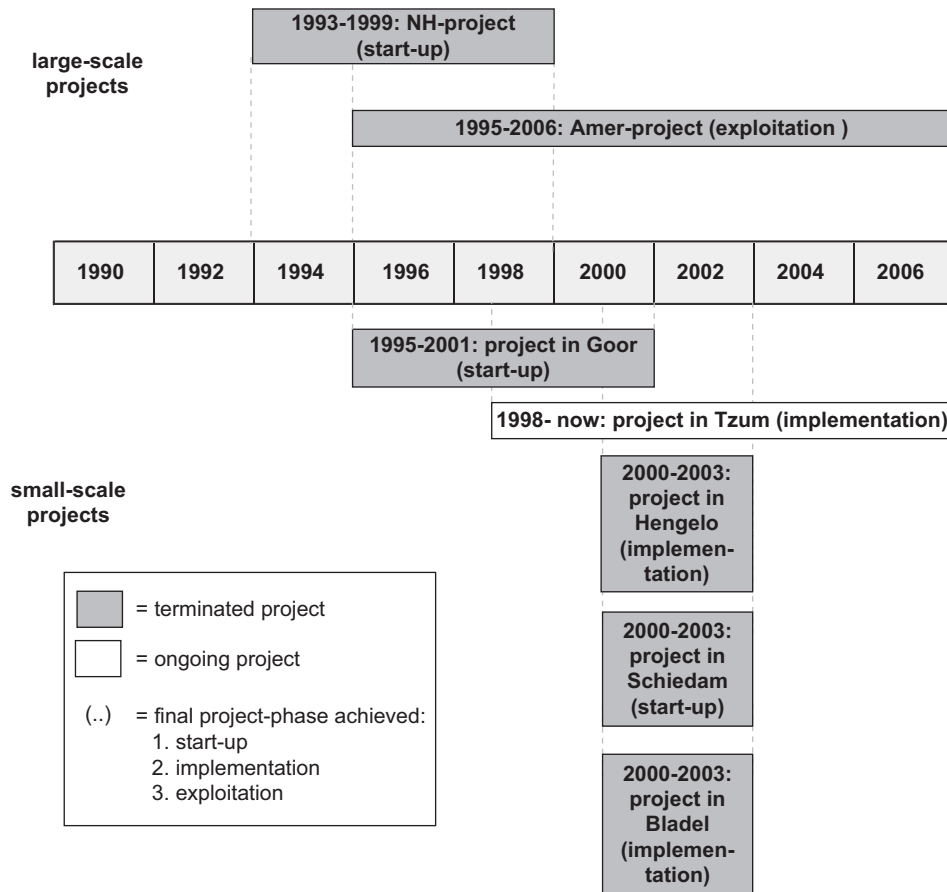 1993-1999: NH-project
(start-up)
large-scale
projects
1995-2006: Amer-project (exploitation )
1990 1992 1994 1996 1998 2000 2002 2004 2006
1995-2001: project in Goor
(start-up)
1998- now: project in Tzum (implementation)
small-scale
projects
2000-2003:
project in
Hengelo
(implemen-
tation)
2000-2003:
project in
Schiedam
(start-up)
2000-2003:
project in
Bladel
(implemen-
tation)
= terminated project
= ongoing project
(..) = final project-phase achieved:
1. start-up
2. implementation
3. exploitation